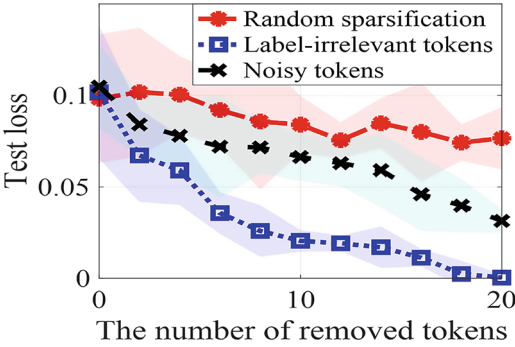 Random sparsification
Label-irrelevant tokens
Noisy tokens
Test loss
0.1
0.05
0
0
10
20
The number of removed tokens